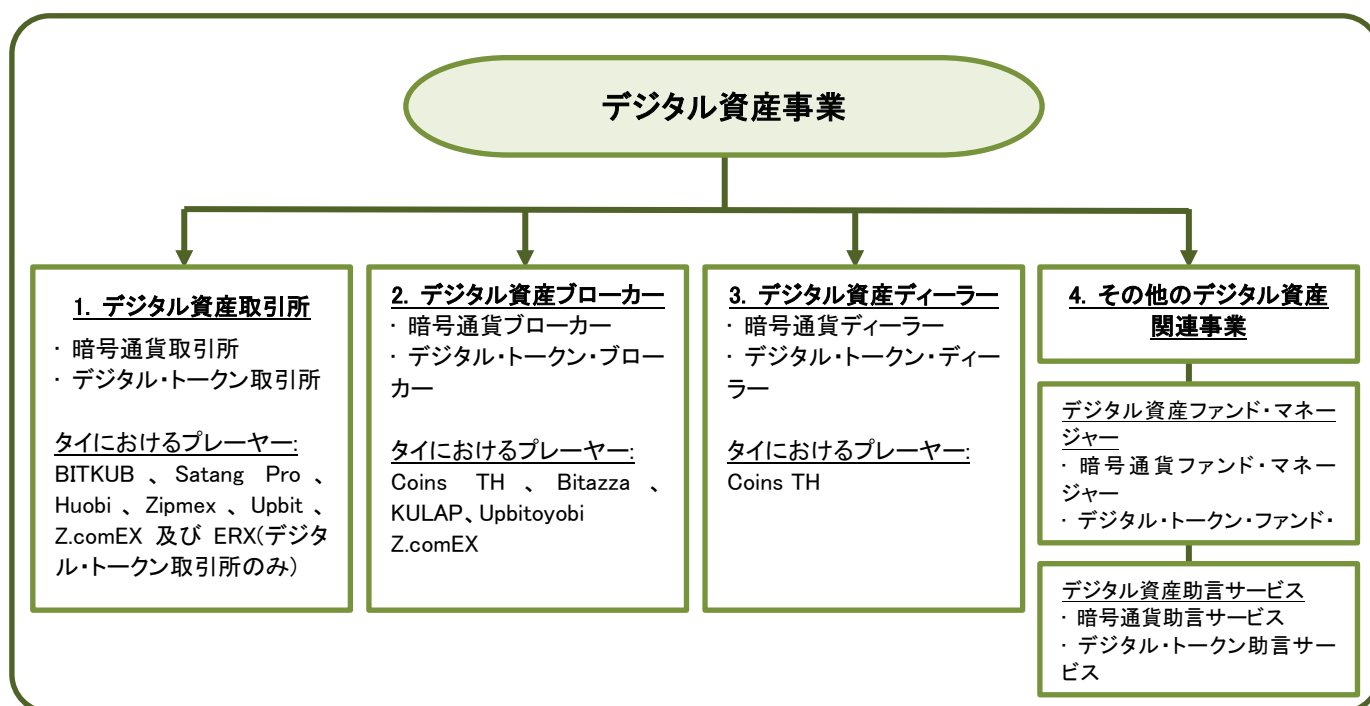 デジタル資産事業
1. デジタル資産取引所
· 暗号通貨取引所
· デジタル・トークン取引所
タイにおけるプレーヤー:
BITKUB 、 Satang Pro 、
Huobi 、 Zipmex 、 Upbit 、
Z.comEX 及び ERX(デジタ
ル・トークン取引所のみ)
2. デジタル資産ブローカー
· 暗号通貨ブローカー
· デジタル・トークン・ブロー
カー
タイにおけるプレーヤー:
Coins TH 、 Bitazza 、
KULAP、Upbitoyobi
Z.comEX
3. デジタル資産ディーラー
· 暗号通貨ディーラー
· デジタル・トークン・ディー
ラー
タイにおけるプレーヤー:
Coins TH
4. その他のデジタル資産
関連事業
デジタル資産ファンド・マネー
ジャー
· 暗号通貨ファンド・マネー
ジャー
· デジタル・トークン・ファンド・
デジタル資産助言サービス
· 暗号通貨助言サービス
· デジタル・トークン助言サー
ビス